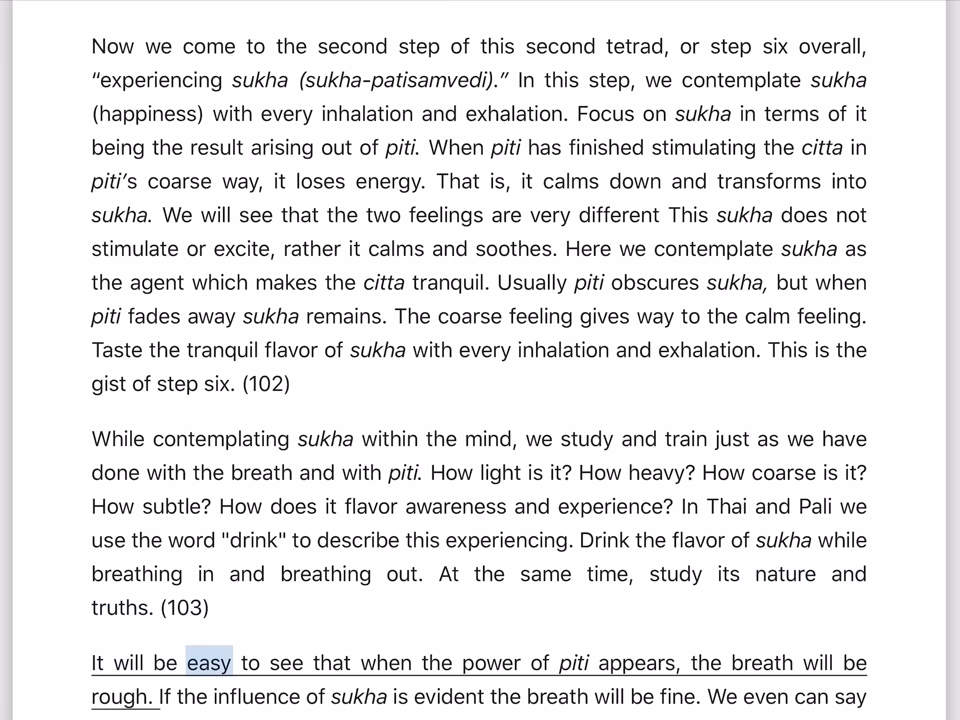 Now we come to the second step of this second tetrad, or step six overall,
“experiencing sukha (sukha-patisamvedi).” In this step, we contemplate sukha
(happiness) with every inhalation and exhalation. Focus on sukha in terms of it
being the result arising out of piti. When piti has finished stimulating the citta in
piti’s coarse way, it loses energy. That is, it calms down and transforms into
sukha. We will see that the two feelings are very different This sukha does not
stimulate or excite, rather it calms and soothes. Here we contemplate sukha as
the agent which makes the citta tranquil. Usually piti obscures sukha, but when
piti fades away sukha remains. The coarse feeling gives way to the calm feeling.
Taste the tranquil flavor of sukha with every inhalation and exhalation. This is the
gist of step six. (102)
While contemplating sukha within the mind, we study and train just as we have
done with the breath and with piti. How light is it? How heavy? How coarse is it?
How subtle? How does it flavor awareness and experience? In Thai and Pali we
use the word "drink" to describe this experiencing. Drink the flavor of sukha while
breathing in and breathing out. At the same time, study its nature and
truths. (103)
It will be easy to see that when the power of piti appears, the breath will be
rough. If the influence of sukha is evident the breath will be fine. We even can say